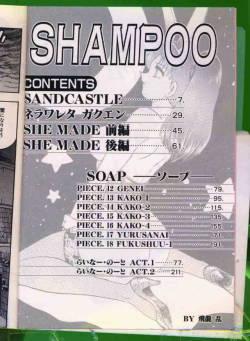 SHAMPOO
CONTENTS
SANDCASTLE 7.
ネラワレタ ガクエン 29.
SHE MADE 前編 45.
SHE MADE 後編 61.
SOAP ―ソープ―
PIECE. 12 GENEI 79.
PIECE. 13 KAKO-1 95.
PIECE. 14 KAKO-2 115.
PIECE. 15 KAKO-3 135.
PIECE. 16 KAKO-4 155.
PIECE. 17 YURUSANAI 171.
PIECE. 18 FUKUSHUU-1 191.
らいなー・のーと ACT.1 77.
らいなー・のーと ACT.2 211.
BY 飛龍 乱